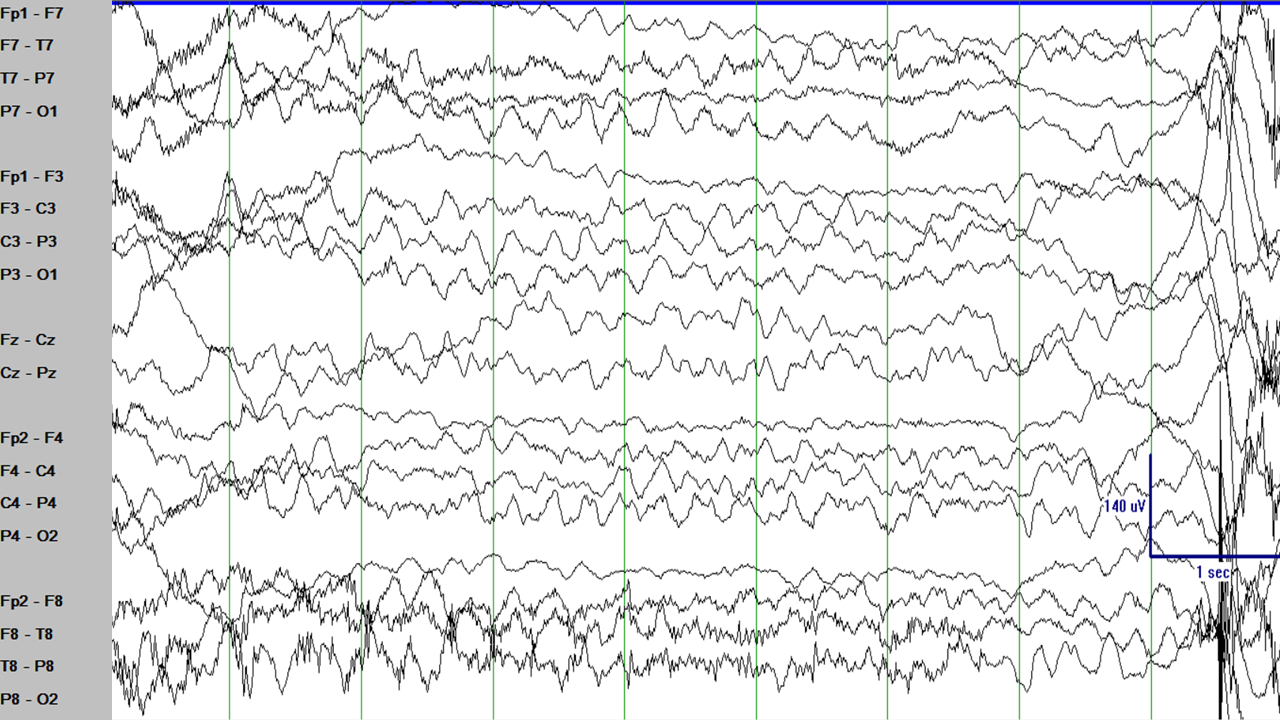 Fp1 - F7
F7 - T7
T7 - P7
P7 - O1
Fp1 - F3
F3 - C3
C3 - P3
P3 - O1
Fz - Cz
Cz - Pz
Fp2 - F4
F4 - C4
C4 - P4
P4 - O2
Fp2 - F8
F8 - T8
T8 - P8
P8 - O2
140 uV
1 sec